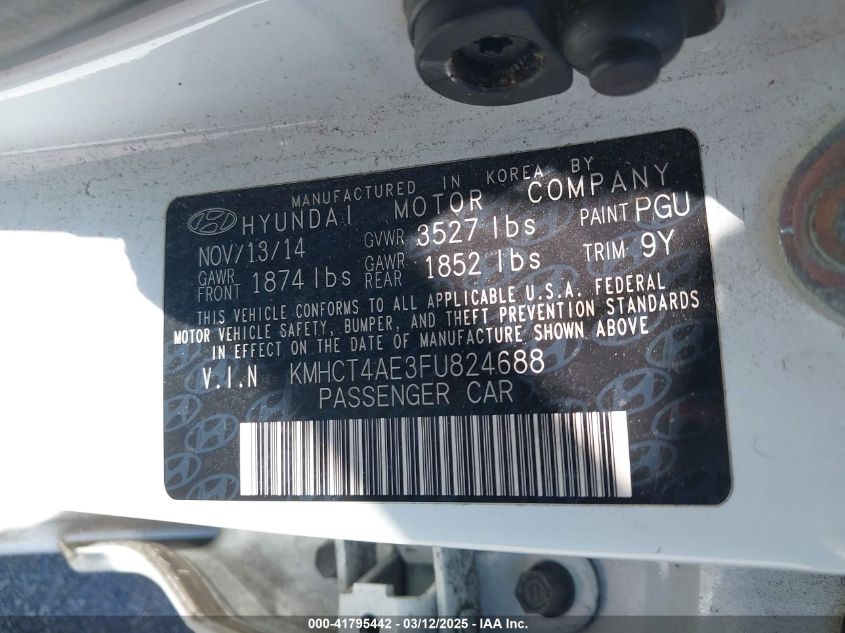 MANUFACTURED IN KOREA BY
HYUNDAI MOTOR COMPANY
NOV/13/14 GVWR 3527 lbs PAINT PGU
GAWR FRONT 1874 lbs GAWR REAR 1852 lbs TRIM 9Y
THIS VEHICLE CONFORMS TO ALL APPLICABLE U.S.A. FEDERAL
MOTOR VEHICLE SAFETY, BUMPER, AND THEFT PREVENTION STANDARDS
IN EFFECT ON THE DATE OF MANUFACTURE SHOWN ABOVE
V.I.N KMHCT4AE3FU824688
PASSENGER CAR
000-41795442 - 03/12/2025 - IAA Inc.